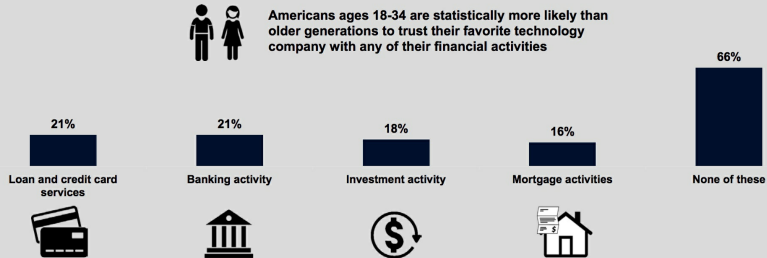 Americans ages 18-34 are statistically more likely than
older generations to trust their favorite technology
company with any of their financial activities
66%
21%
21%
18%
16%
Loan and credit card
services
Banking activity
Investment activity
Mortgage activities
None of these
$
$